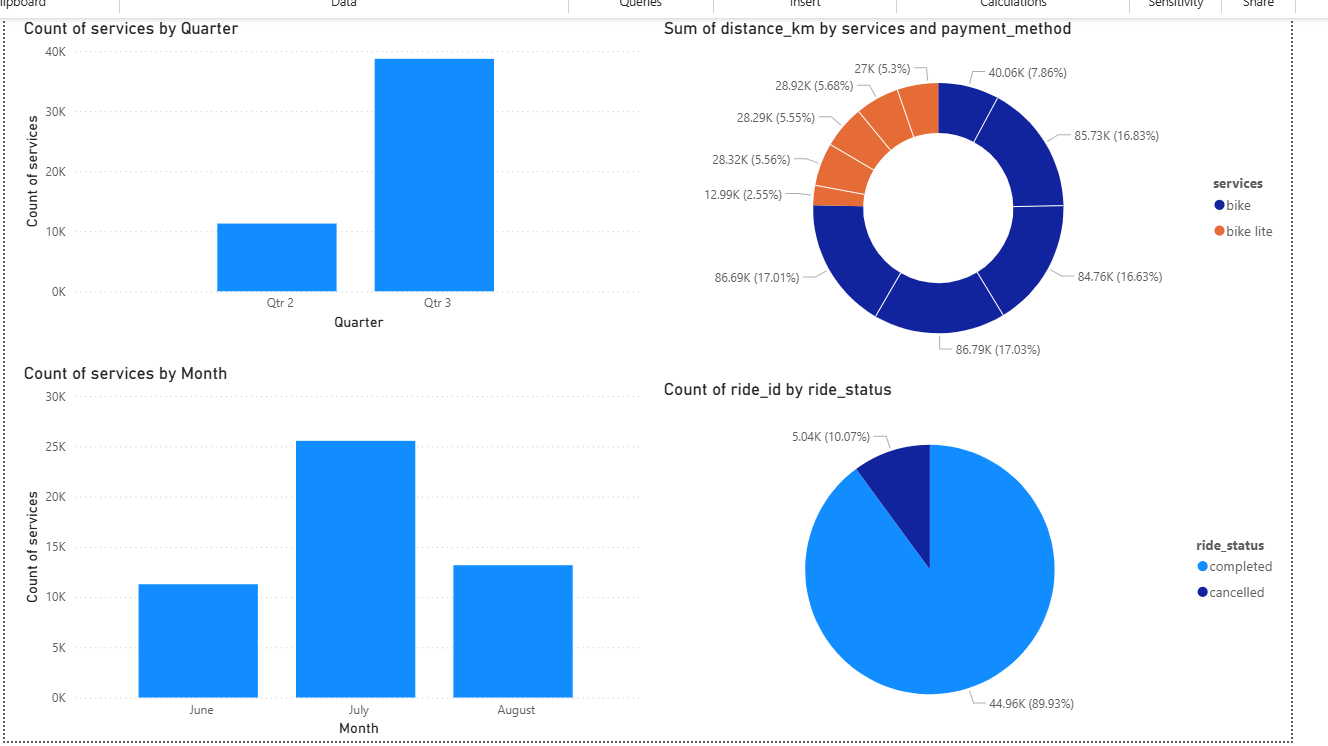 Data
Queries
Insert
Calculations
Sensitivity
Share
Count of services by Quarter
40K
30K
20K
10K
0K
Count of services
Qtr 2
Qtr 3
Quarter
Sum of distance_km by services and payment_method
27K (5.3%)
40.06K (7.86%)
28.92K (5.68%)
28.29K (5.55%)
85.73K (16.83%)
28.32K (5.56%)
12.99K (2.55%)
86.69K (17.01%)
84.76K (16.63%)
86.79K (17.03%)
services
bike
bike lite
Count of services by Month
30K
25K
20K
15K
10K
5K
0K
Count of services
June
July
August
Month
Count of ride_id by ride_status
5.04K (10.07%)
44.96K (89.93%)
ride_status
completed
cancelled